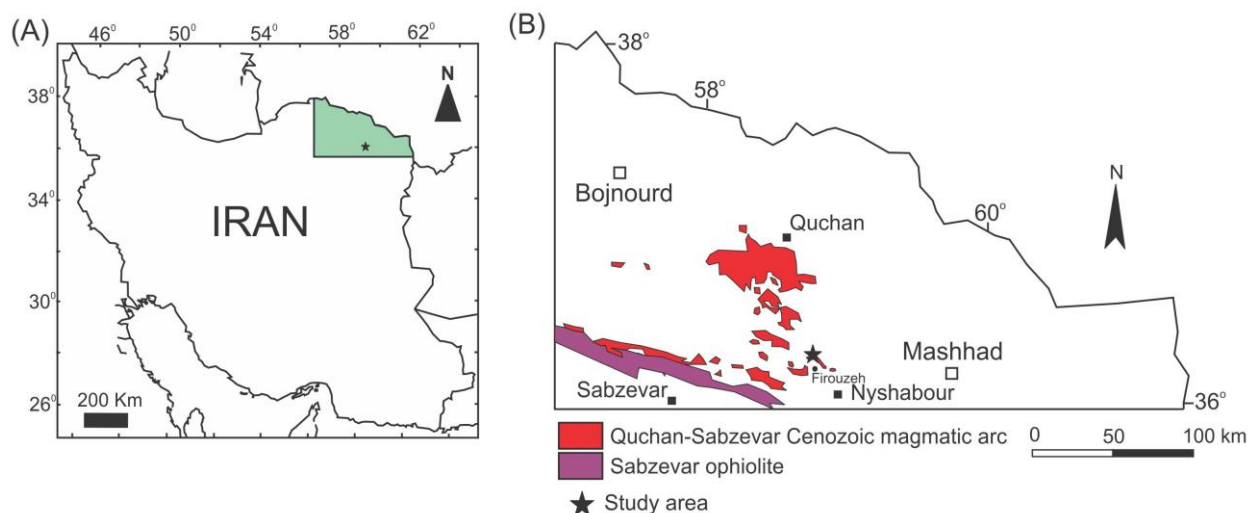 (A)
46° 50° 54° 58° 62°
38°
34°
30°
26°
N
IRAN
200 Km
(B)
38°
58°
60°
36°
N
Bojnourd
Quchan
Mashhad
Firouzeh
Sabzevar
Nyshabour
Quchan-Sabzevar Cenozoic magmatic arc
Sabzevar ophiolite
Study area
0 50 100 km